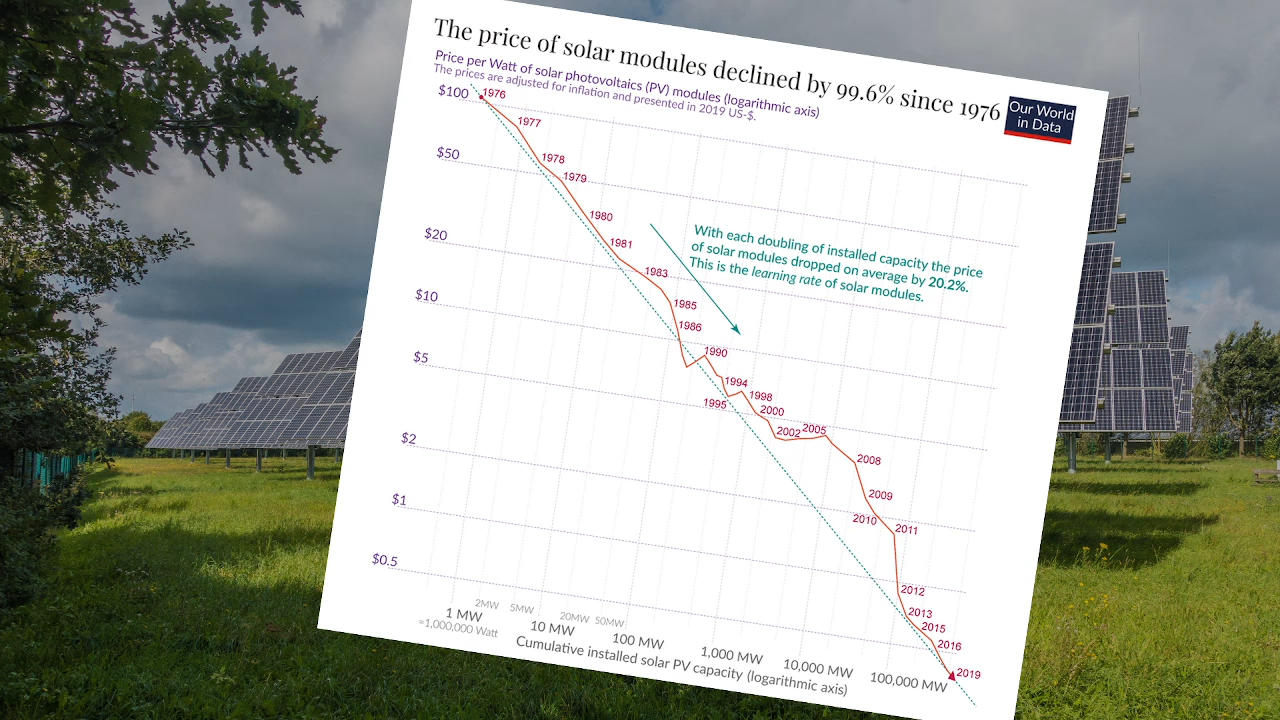 The price of solar modules declined by 99.6% since 1976
Price per Watt of solar photovoltaics (PV) modules (logarithmic axis)
The prices are adjusted for inflation and presented in 2019 US-$.
Our World
in Data
$100
$50
$20
$10
$5
$2
$1
$0.5
1976
1977
1978
1979
1980
1981
1983
1985
1986
1990
1994
1995
1998
2000
2002
2005
2008
2009
2010
2011
2012
2013
2015
2016
2019
With each doubling of installed capacity the price
of solar modules dropped on average by 20.2%.
This is the learning rate of solar modules.
1 MW
≃1,000,000 Watt
2MW
5MW
10 MW
20MW
50MW
100 MW
1,000 MW
10,000 MW
100,000 MW
Cumulative installed solar PV capacity (logarithmic axis)